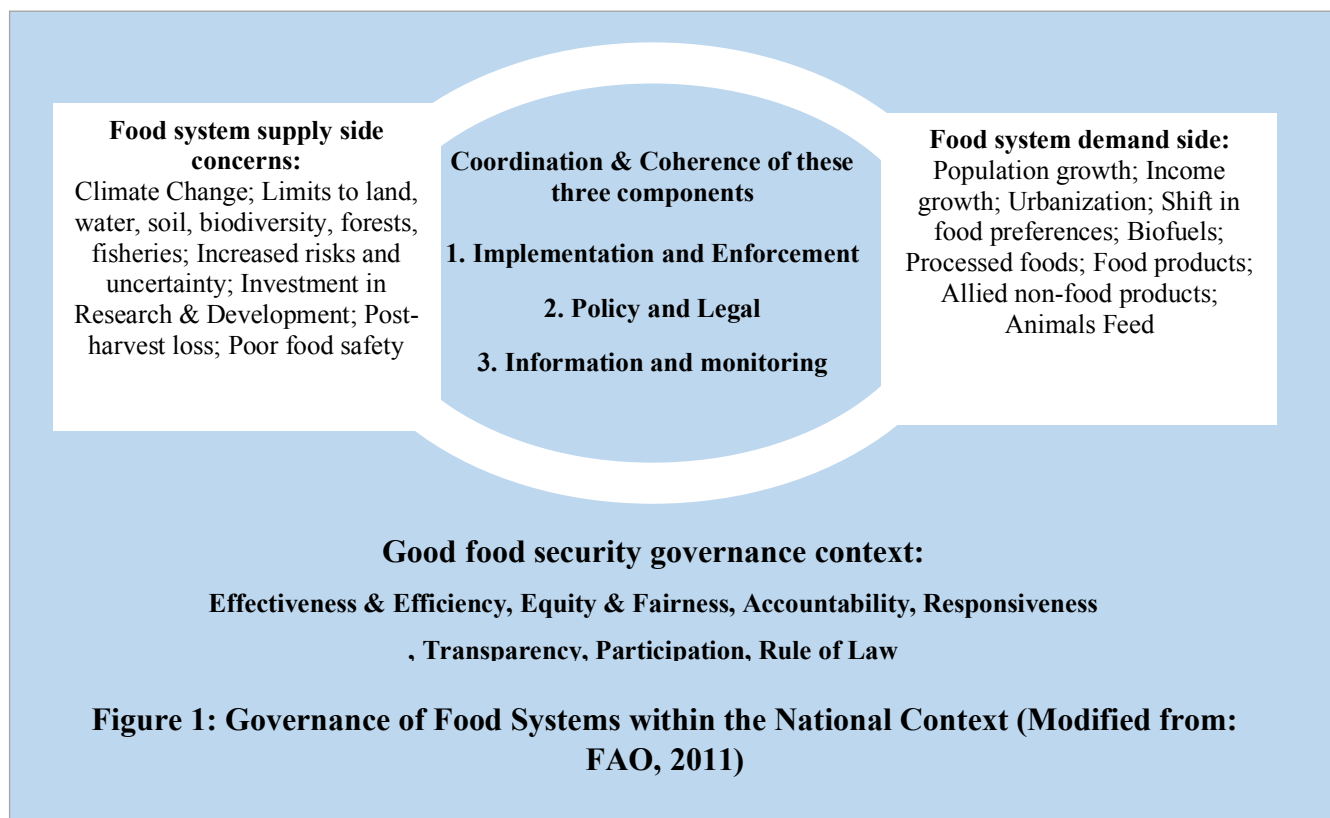 Food system supply side
concerns:
Climate Change; Limits to land,
water, soil, biodiversity, forests,
fisheries; Increased risks and
uncertainty; Investment in
Research & Development; Post-
harvest loss; Poor food safety
Coordination & Coherence of these
three components
1. Implementation and Enforcement
2. Policy and Legal
3. Information and monitoring
Food system demand side:
Population growth; Income
growth; Urbanization; Shift in
food preferences; Biofuels;
Processed foods; Food products;
Allied non-food products;
Animals Feed
Good food security governance context:
Effectiveness & Efficiency, Equity & Fairness, Accountability, Responsiveness
, Transparency, Participation, Rule of Law
Figure 1: Governance of Food Systems within the National Context (Modified from:
FAO, 2011)